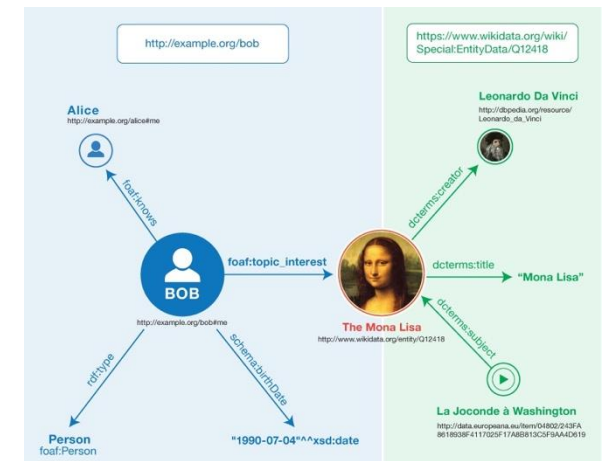 http://example.org/bob
https://www.wikidata.org/wiki/
Special:EntityData/Q12418
Alice
http://example.org/alice#me
foaf:knows
BOB
http://example.org/bob#me
foaf:topic_interest
rdf:type
schema:birthDate
Person
foaf:Person
"1990-07-04"^^xsd:date
Leonardo Da Vinci
http://dbpedia.org/resource/
Leonardo_da_Vinci
dcterms:creator
The Mona Lisa
http://www.wikidata.org/entity/Q12418
dcterms:title
“Mona Lisa”
dcterms:subject
La Joconde à Washington
http://data.europeana.eu/item/04802/243FA
8618938F4117025F17A8B813C5F9AA4D619